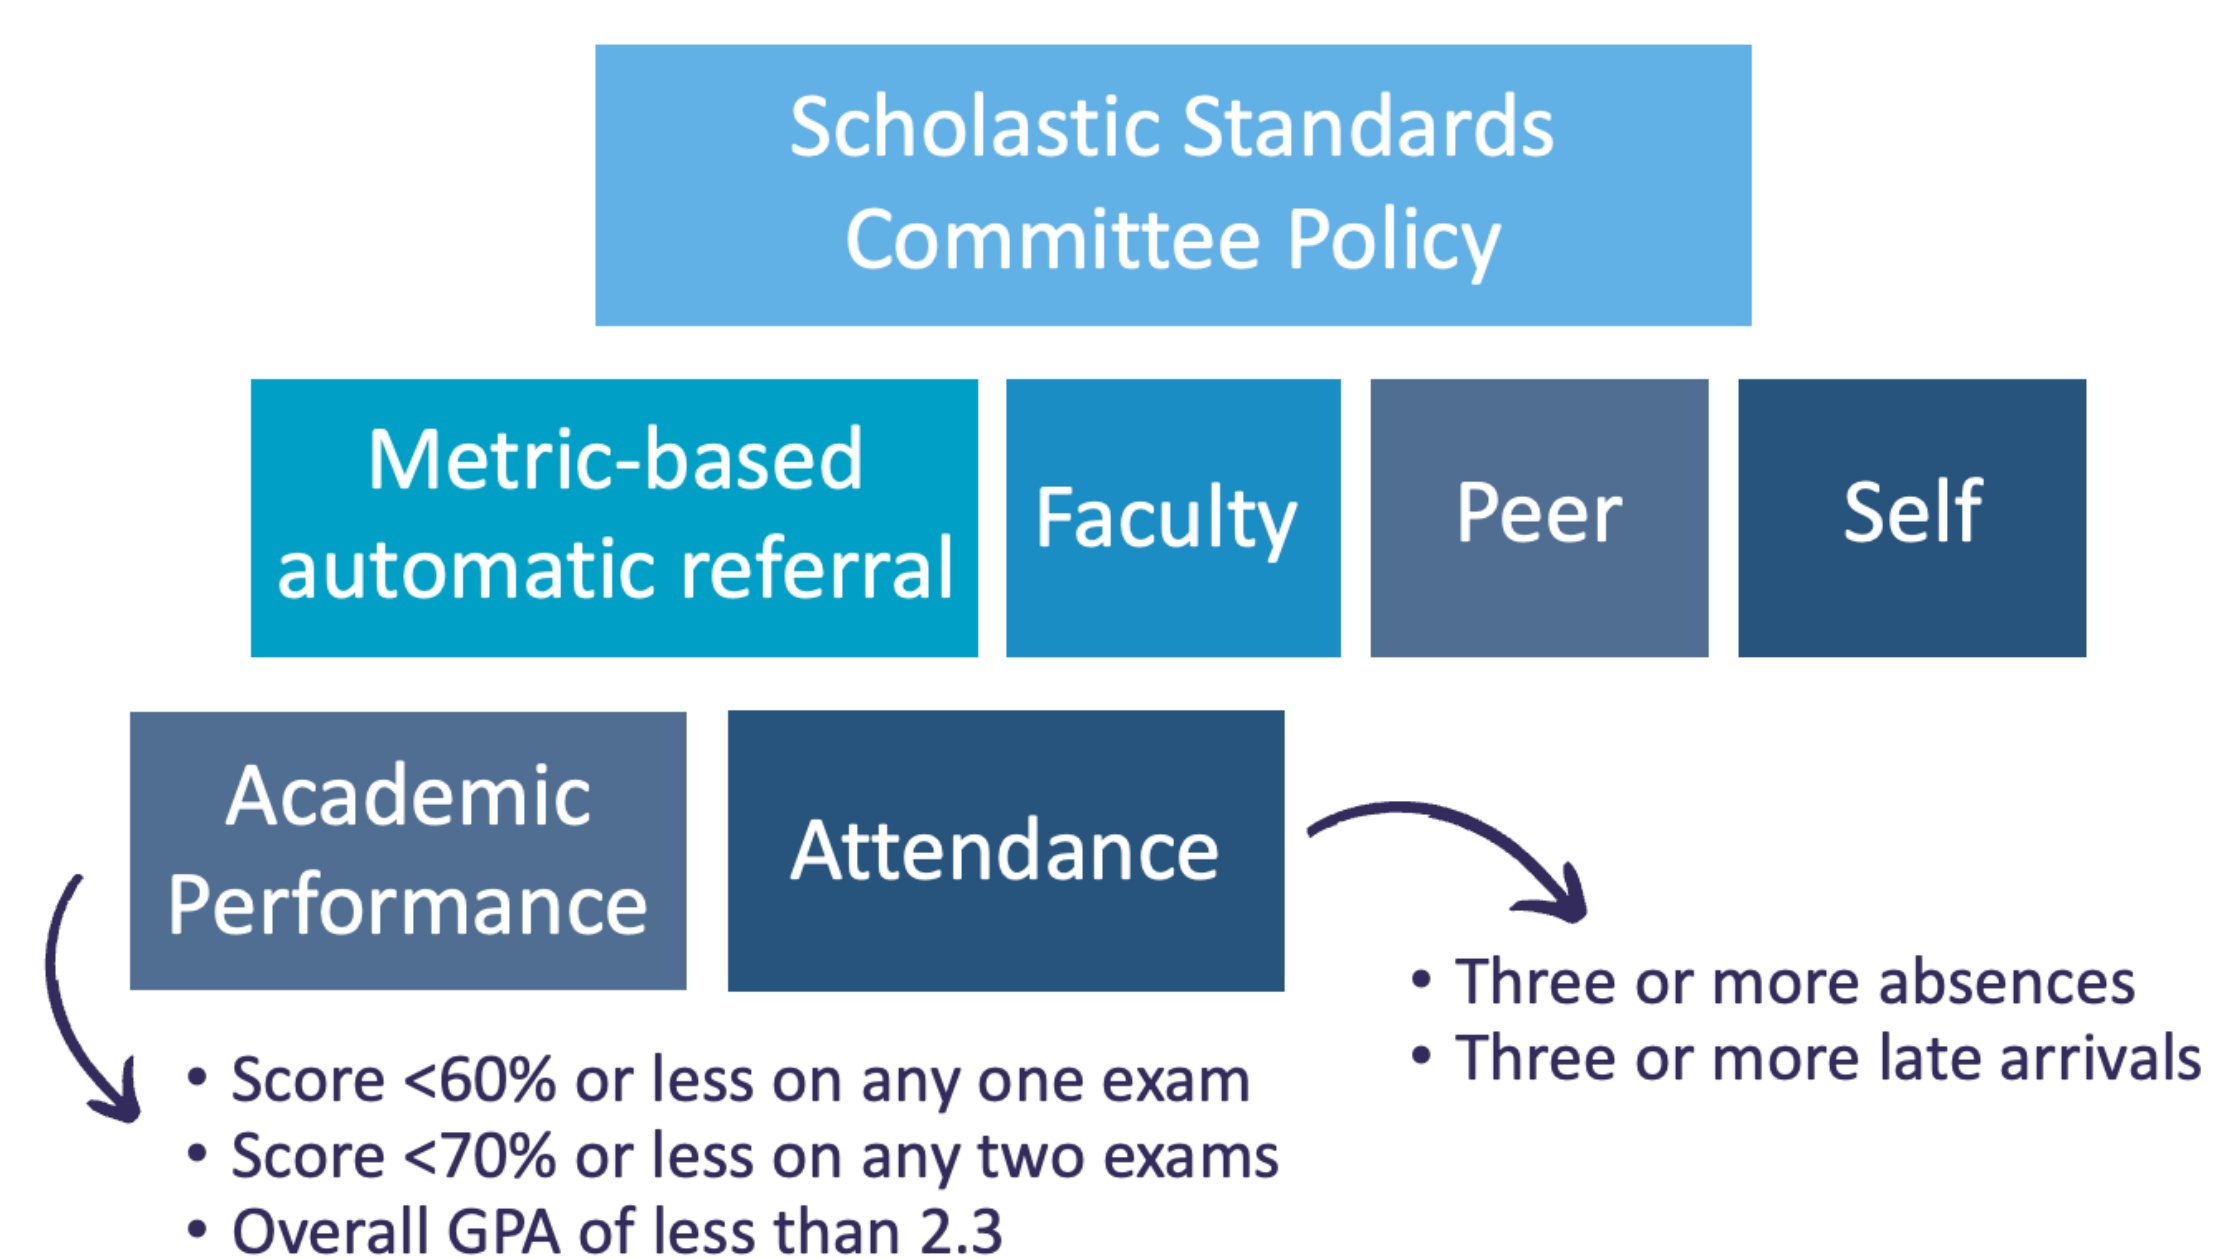 Scholastic Standards
Committee Policy
Metric-based
automatic referral
Faculty
Peer
Self
Academic
Performance
Attendance
• Three or more absences
• Three or more late arrivals
• Score <60% or less on any one exam
• Score <70% or less on any two exams
• Overall GPA of less than 2.3